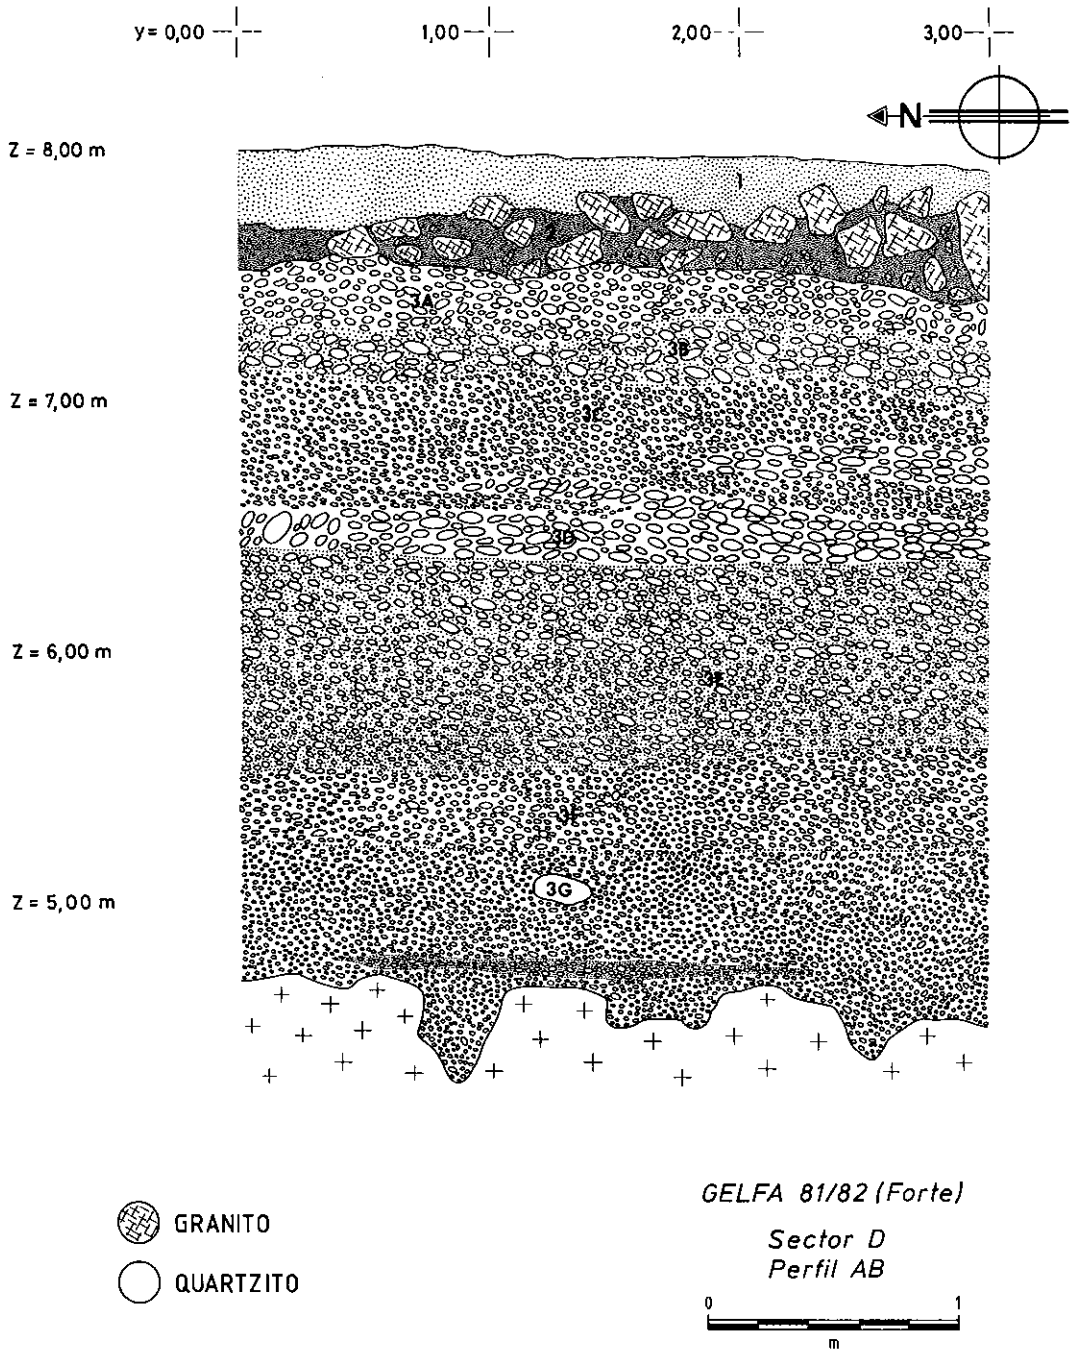 y = 0,00 1,00 2,00 3,00
N
Z = 8,00 m
1
2
3A
3B
Z = 7,00 m
3C
3D
Z = 6,00 m
3E
3F
3G
Z = 5,00 m
GELFA 81/82 (Forte)
GRANITO
Sector D
Perfil AB
QUARTZITO
0 1
m